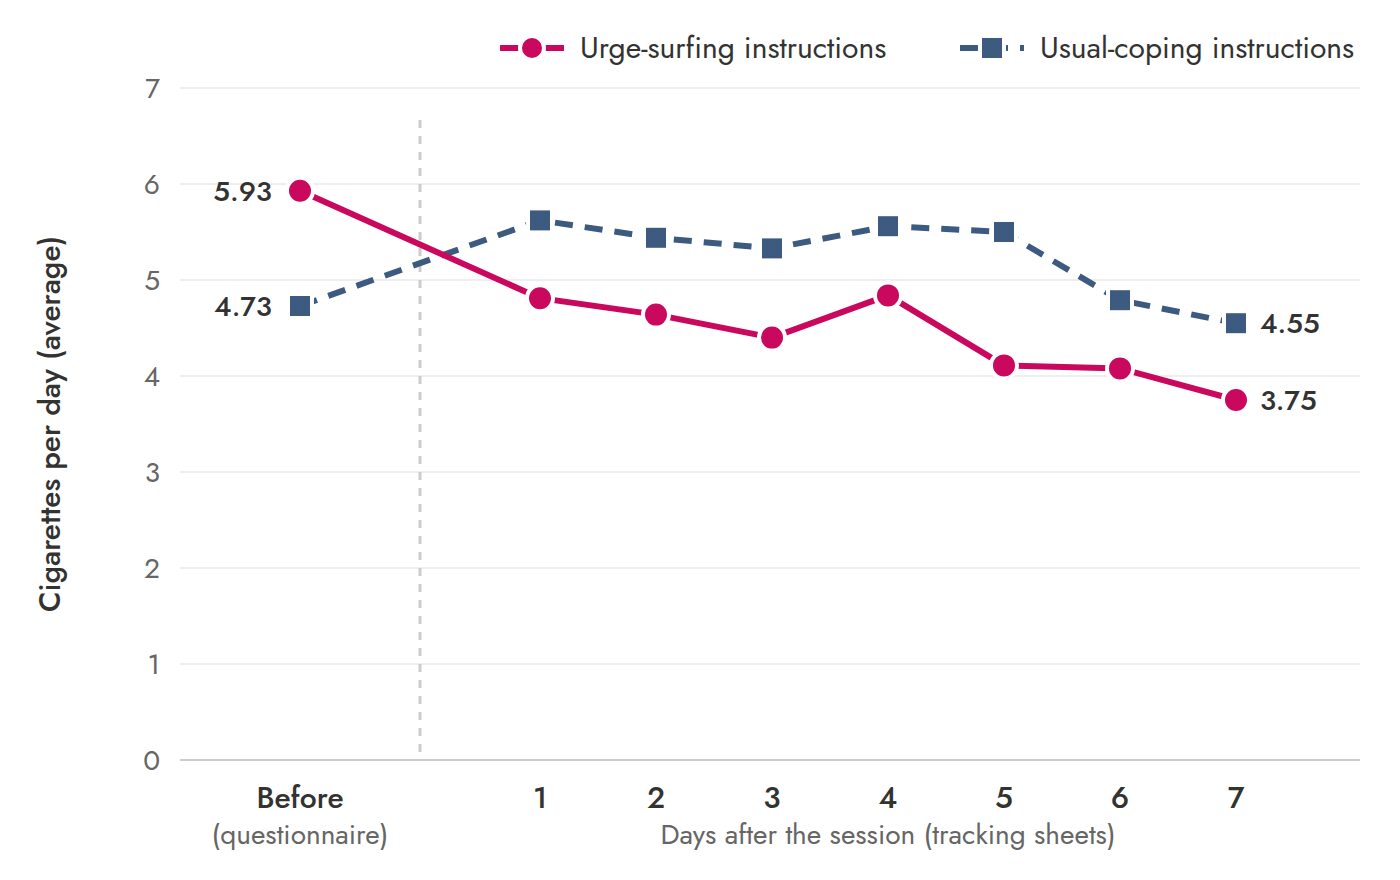 Urge-surfing instructions
Usual-coping instructions
Cigarettes per day (average)
7
6
5
4
3
2
1
0
5.93
4.73
4.55
3.75
Before 1 2 3 4 5 6 7
(questionnaire) Days after the session (tracking sheets)